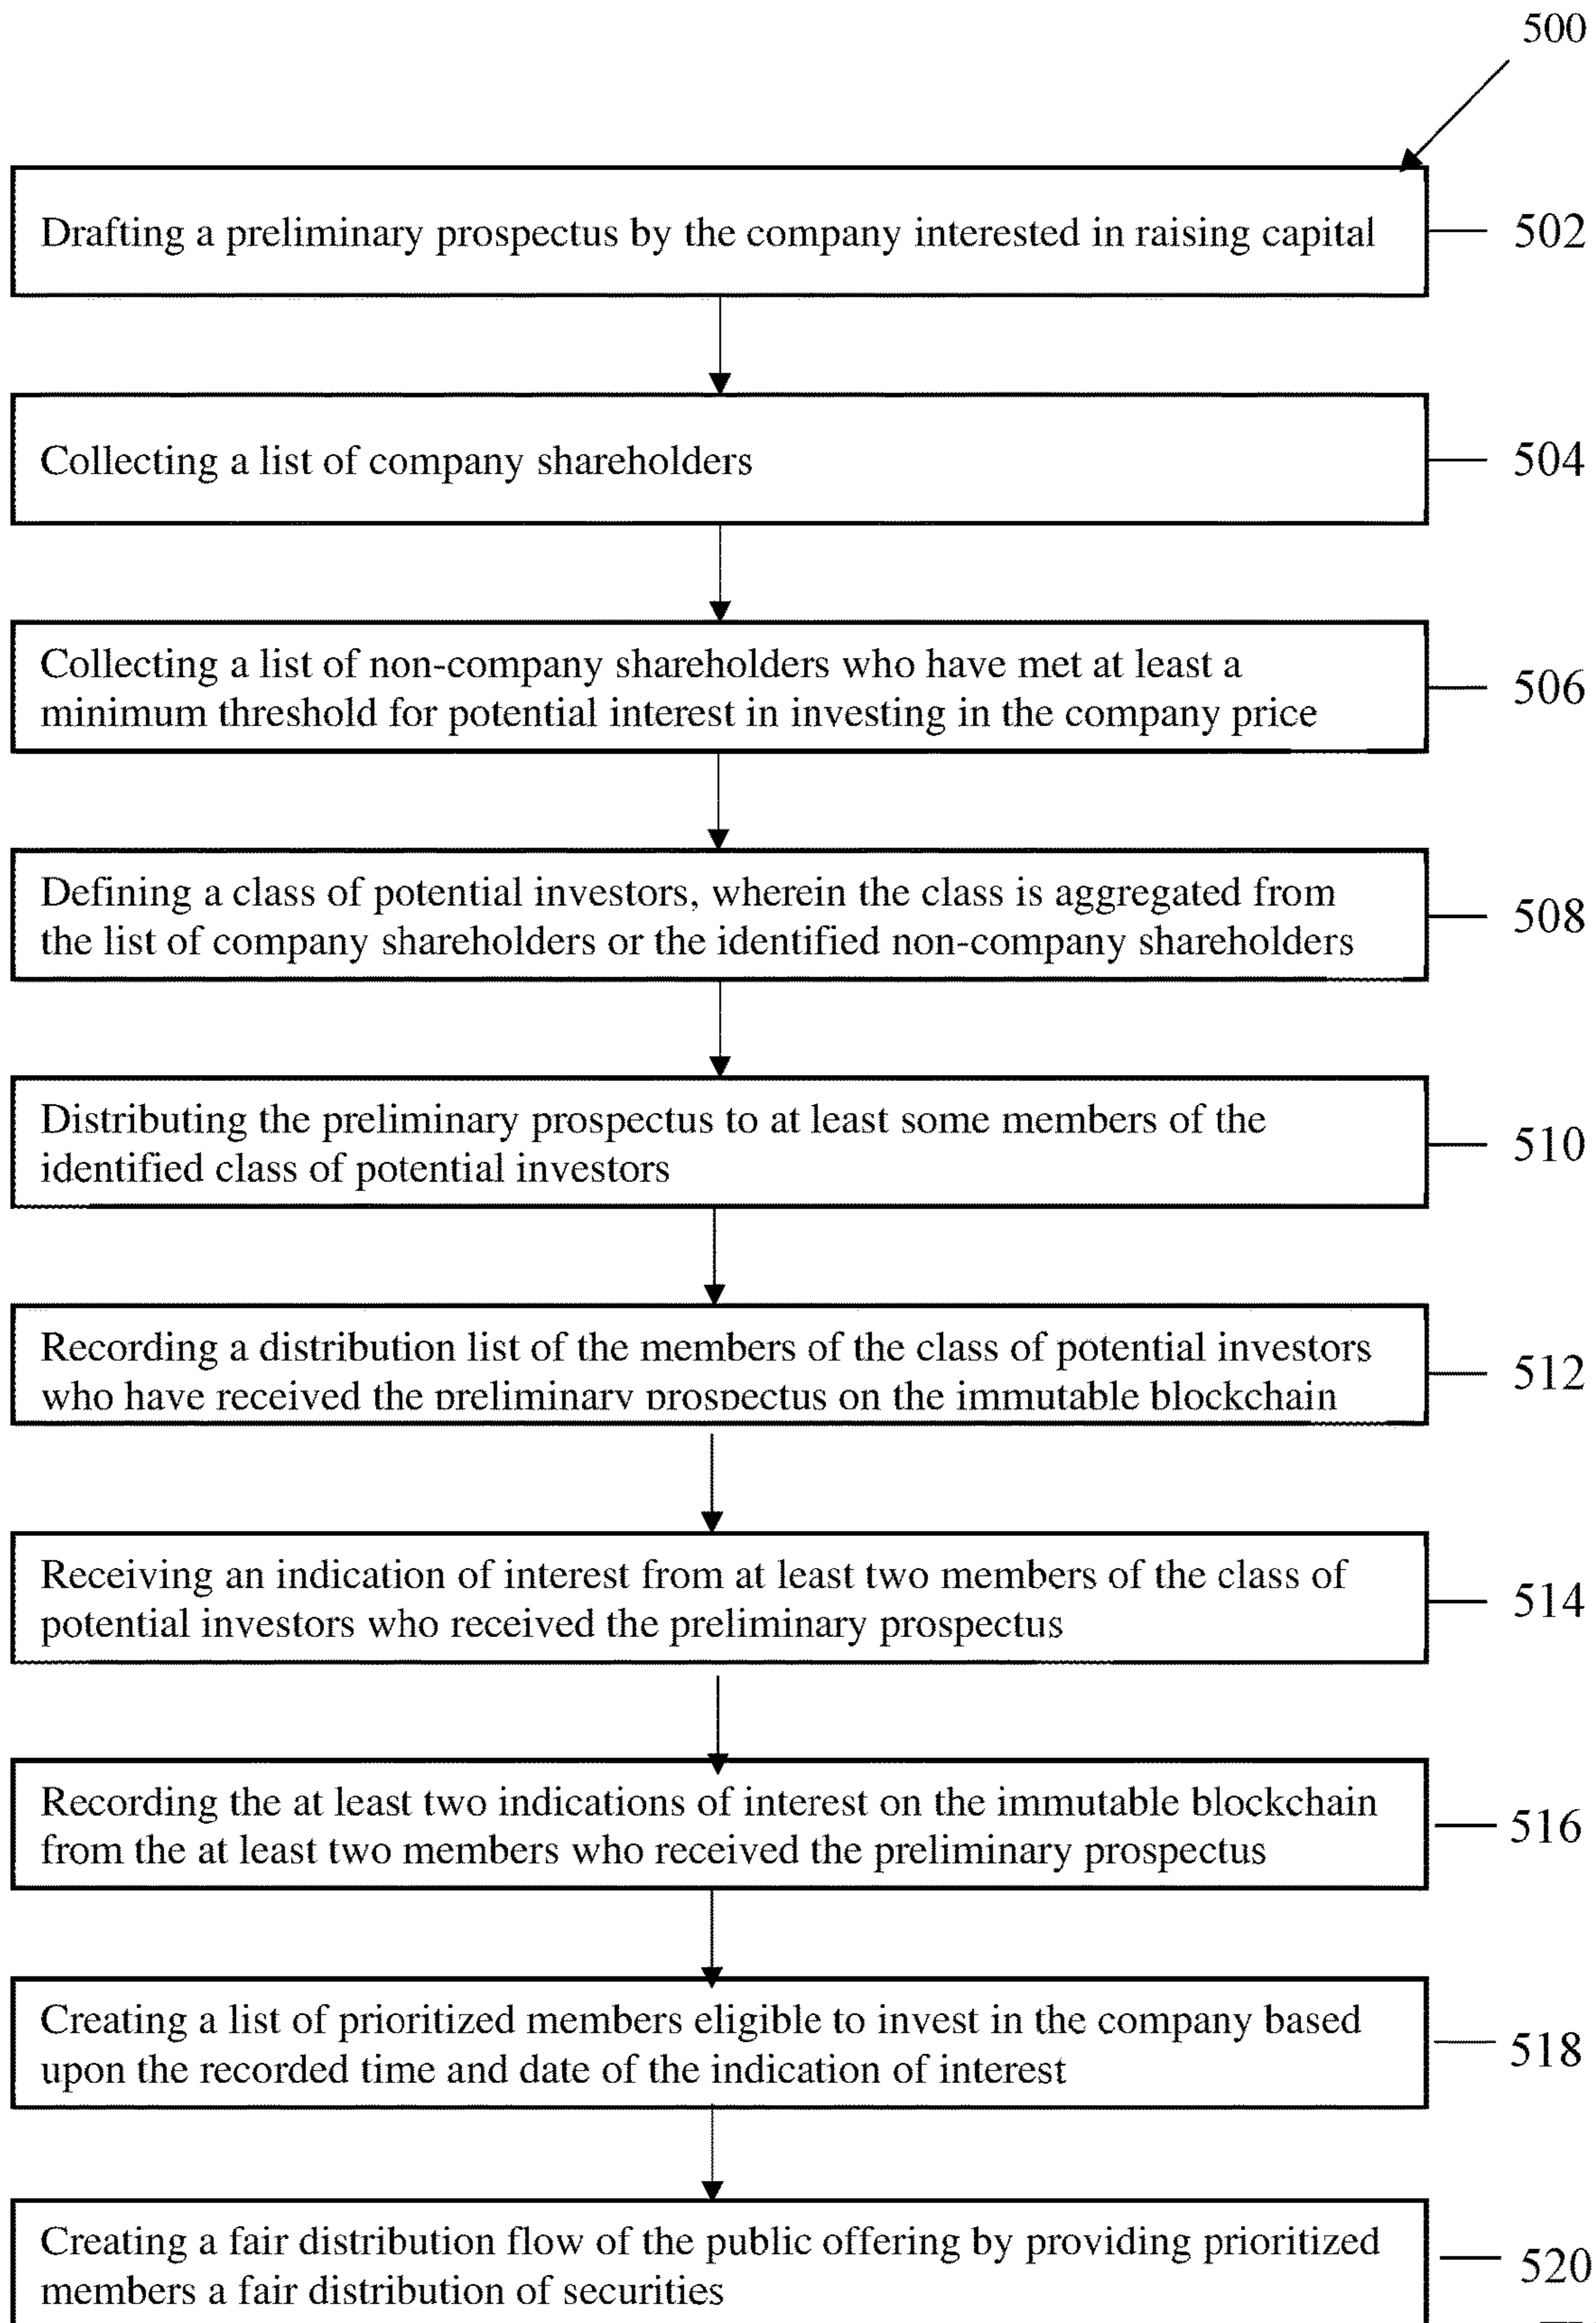 500
Drafting a preliminary prospectus by the company interested in raising capital
502
Collecting a list of company shareholders
504
Collecting a list of non-company shareholders who have met at least a
minimum threshold for potential interest in investing in the company price
506
Defining a class of potential investors, wherein the class is aggregated from
the list of company shareholders or the identified non-company shareholders
508
Distributing the preliminary prospectus to at least some members of the
identified class of potential investors
510
Recording a distribution list of the members of the class of potential investors
who have received the preliminary prospectus on the immutable blockchain
512
Receiving an indication of interest from at least two members of the class of
potential investors who received the preliminary prospectus
514
Recording the at least two indications of interest on the immutable blockchain
from the at least two members who received the preliminary prospectus
516
Creating a list of prioritized members eligible to invest in the company based
upon the recorded time and date of the indication of interest
518
Creating a fair distribution flow of the public offering by providing prioritized
members a fair distribution of securities
520